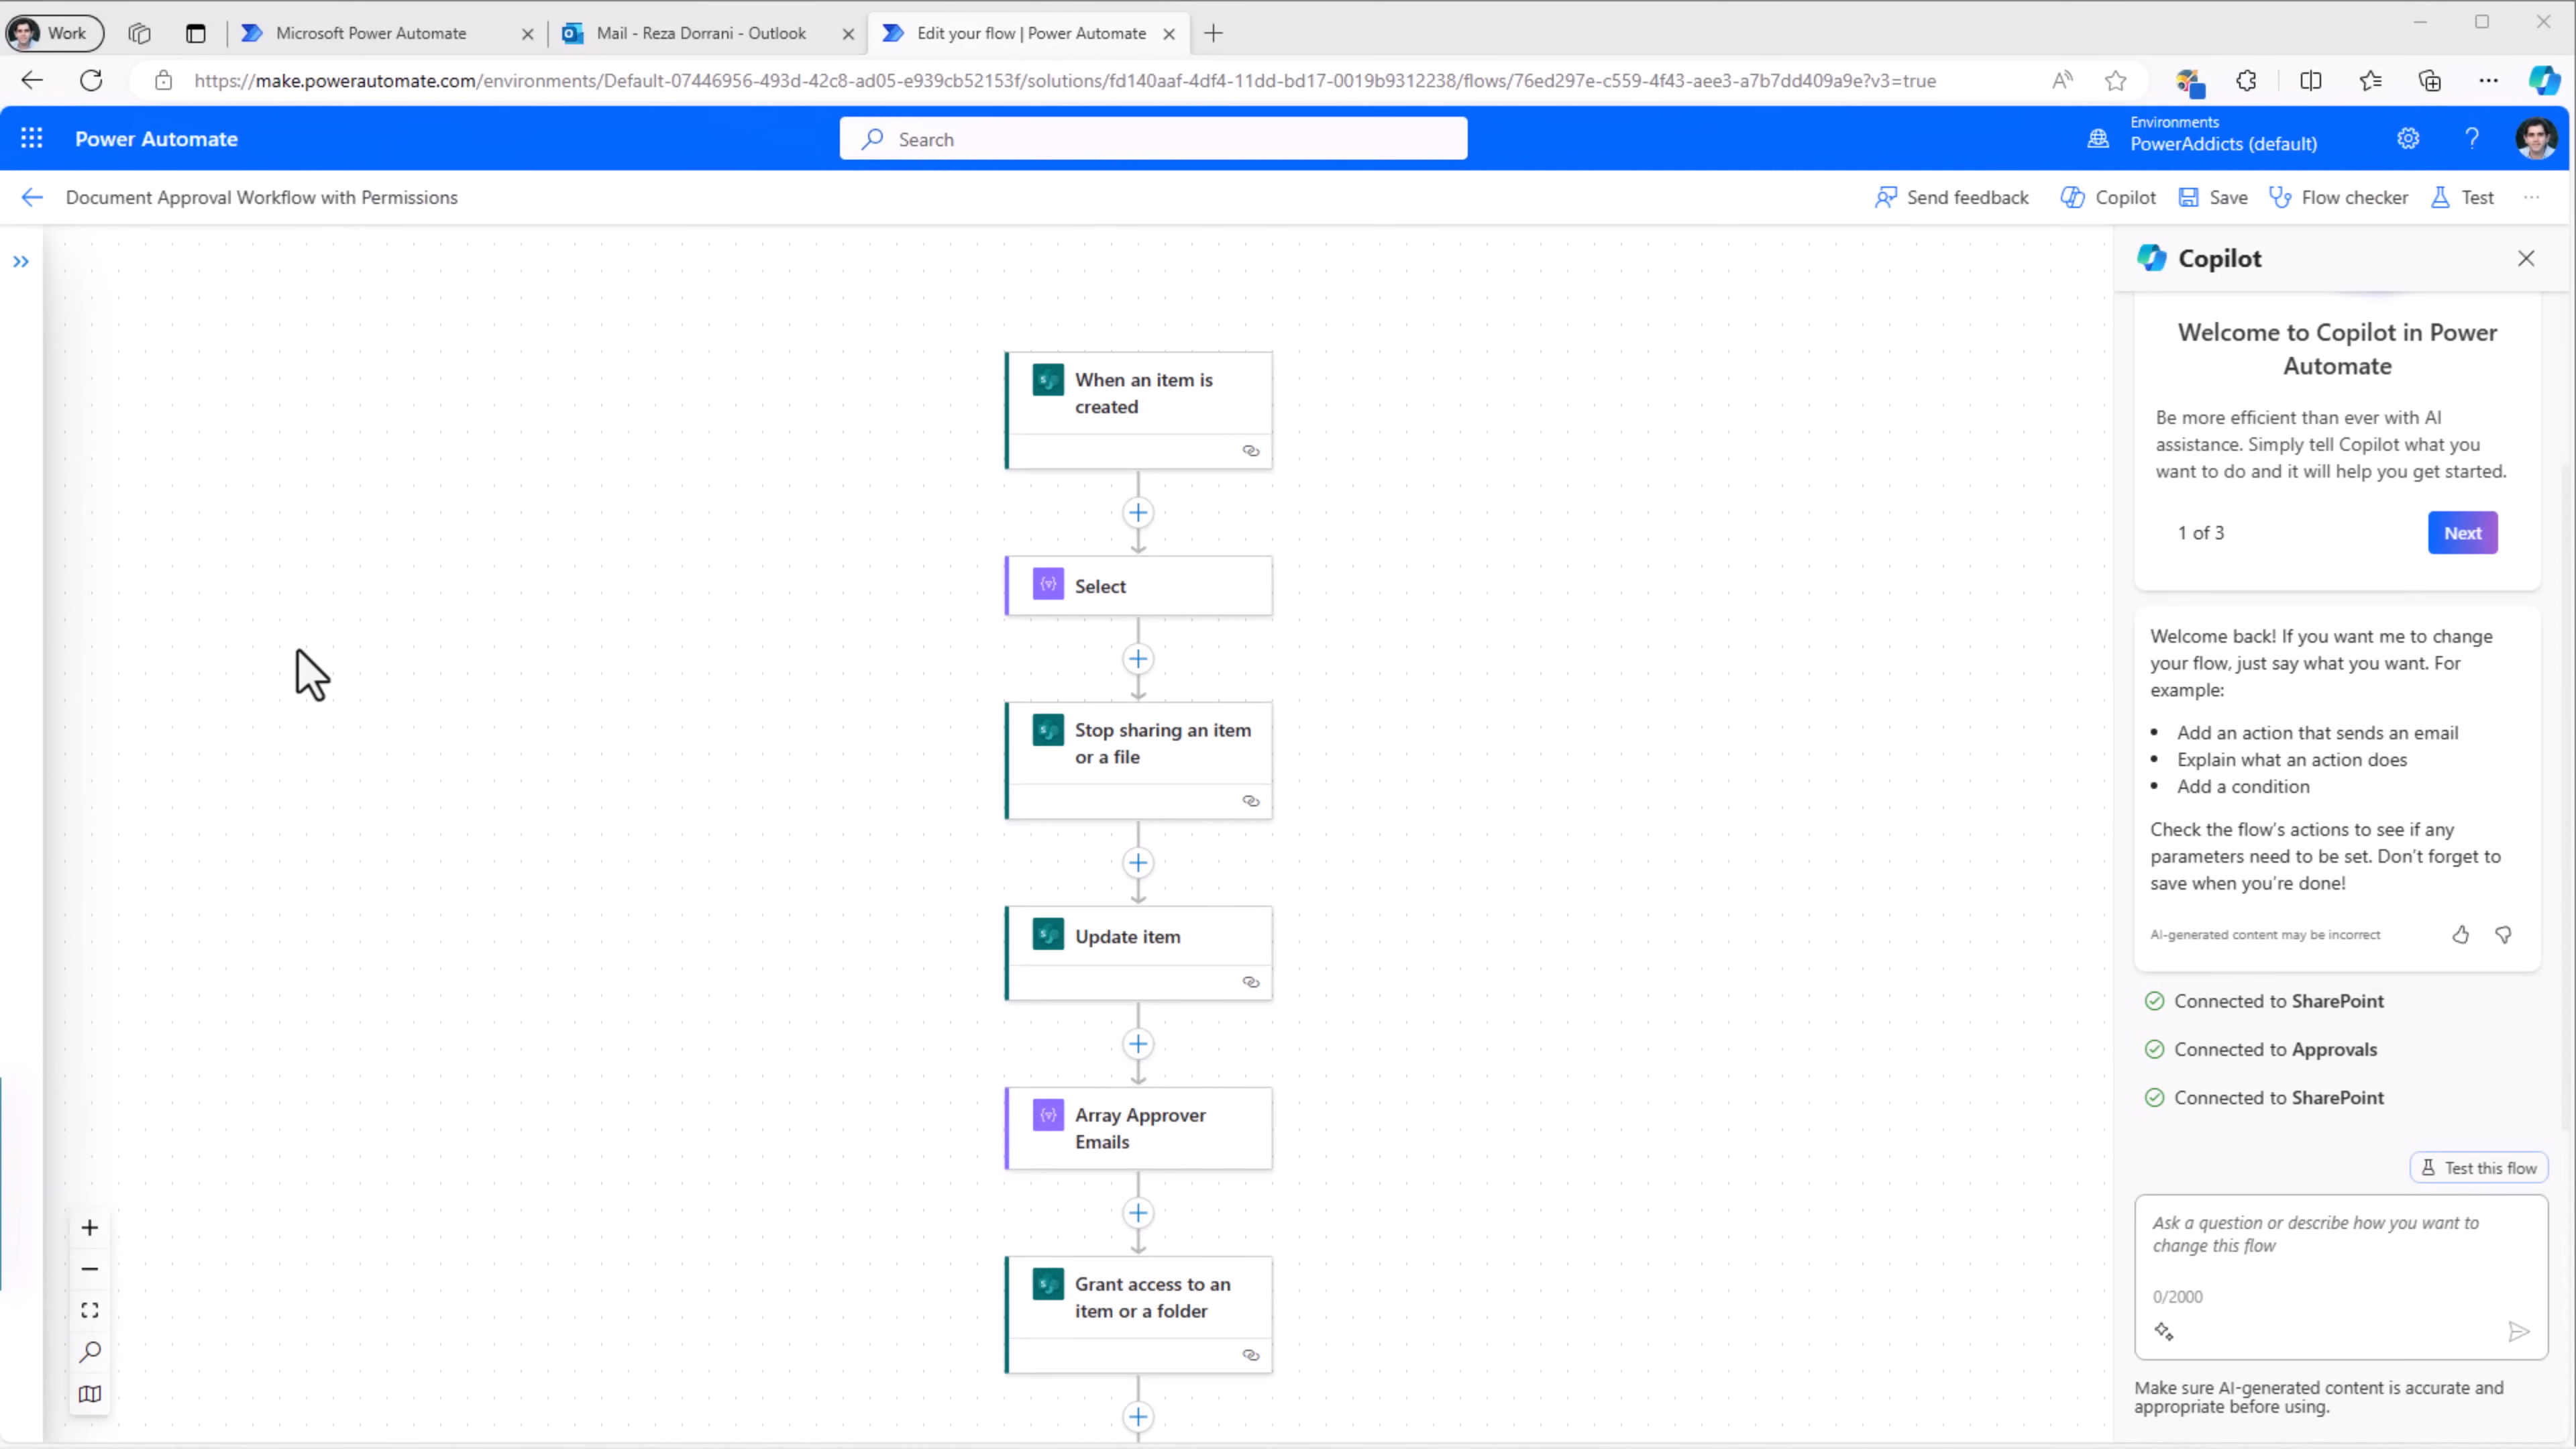 Work
Microsoft Power Automate
Mail - Reza Dorrani - Outlook
Edit your flow | Power Automate
https://make.powerautomate.com/environments/Default-07446956-493d-42c8-ad05-e939cb52153f/solutions/fd140aaf-4df4-11dd-bd17-0019b9312238/flows/76ed297e-c559-4f43-aee3-a7b7dd409a9e?v3=true
Power Automate
Search
Environments
PowerAddicts (default)
Document Approval Workflow with Permissions
Send feedback
Copilot
Save
Flow checker
Test
When an item is
created
Select
Stop sharing an item
or a file
Update item
Array Approver
Emails
Grant access to an
item or a folder
Copilot
Welcome to Copilot in Power
Automate
Be more efficient than ever with AI
assistance. Simply tell Copilot what you
want to do and it will help you get started.
1 of 3
Next
Welcome back! If you want me to change
your flow, just say what you want. For
example:
• Add an action that sends an email
• Explain what an action does
• Add a condition
Check the flow's actions to see if any
parameters need to be set. Don't forget to
save when you're done!
AI-generated content may be incorrect
Connected to SharePoint
Connected to Approvals
Connected to SharePoint
Test this flow
Ask a question or describe how you want to
change this flow
0/2000
Make sure AI-generated content is accurate and
appropriate before using.